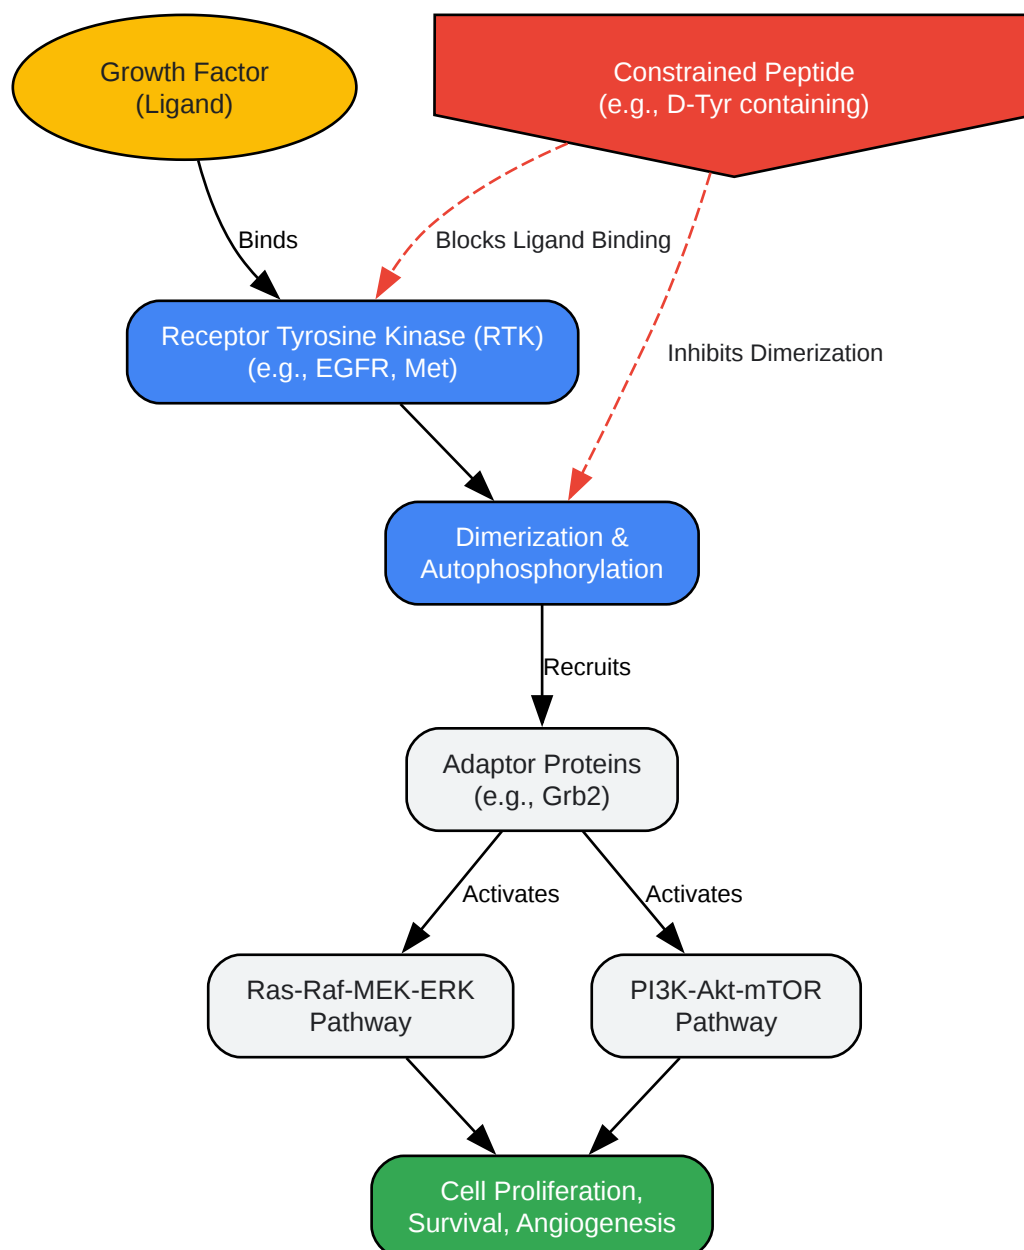 Growth Factor
(Ligand)
Constrained Peptide
(e.g., D-Tyr containing)
Binds
Blocks Ligand Binding
Receptor Tyrosine Kinase (RTK)
(e.g., EGFR, Met)
Inhibits Dimerization
Dimerization &
Autophosphorylation
Recruits
Adaptor Proteins
(e.g., Grb2)
Activates
Activates
Ras-Raf-MEK-ERK
Pathway
PI3K-Akt-mTOR
Pathway
Cell Proliferation,
Survival, Angiogenesis